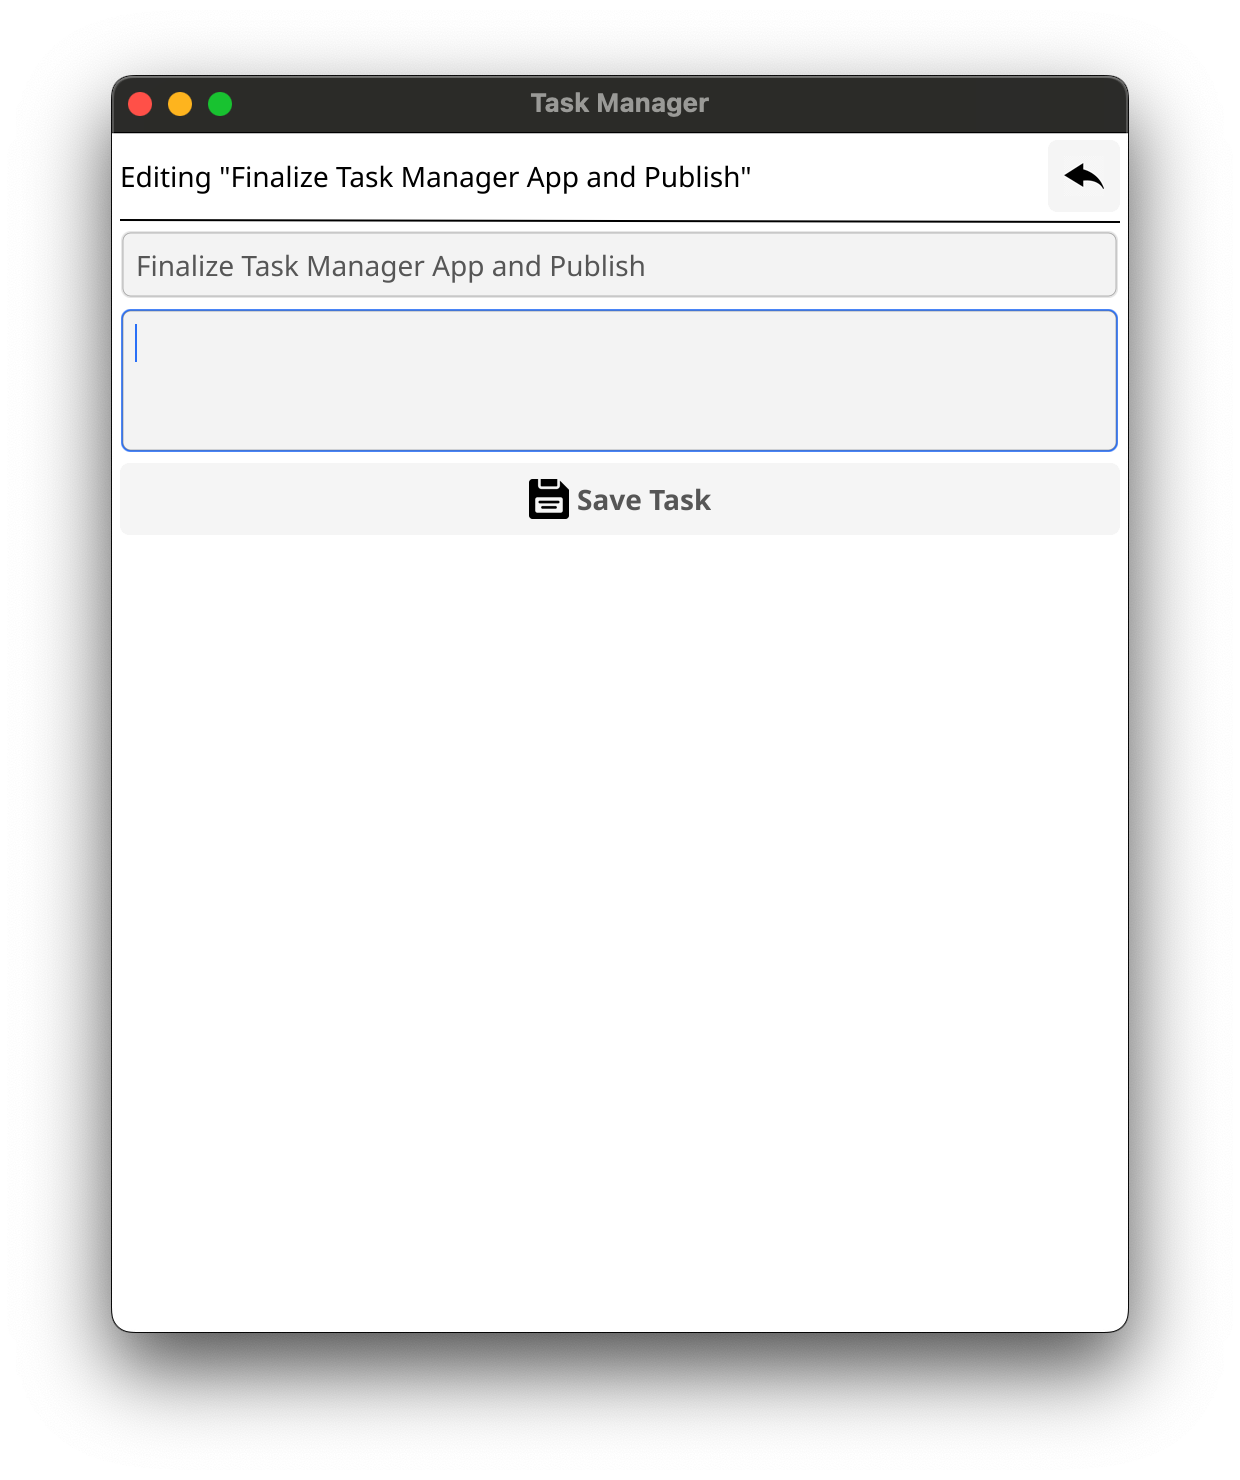 Task Manager
Editing "Finalize Task Manager App and Publish"
Finalize Task Manager App and Publish
Save Task